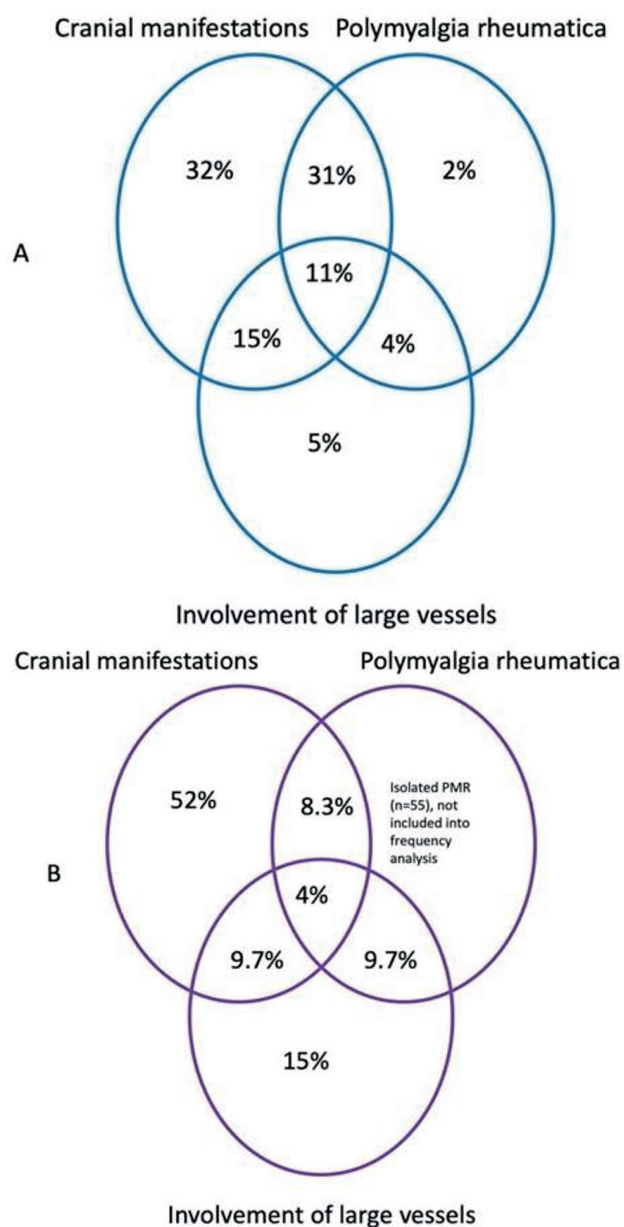 Cranial manifestations Polymyalgia rheumatica
32% 31% 2%
A
11%
15% 4%
5%
Involvement of large vessels
Cranial manifestations Polymyalgia rheumatica
52% 8.3%
Isolated PMR
(n=55), not
included into
frequency
analysis
B
4%
9.7% 9.7%
15%
Involvement of large vessels